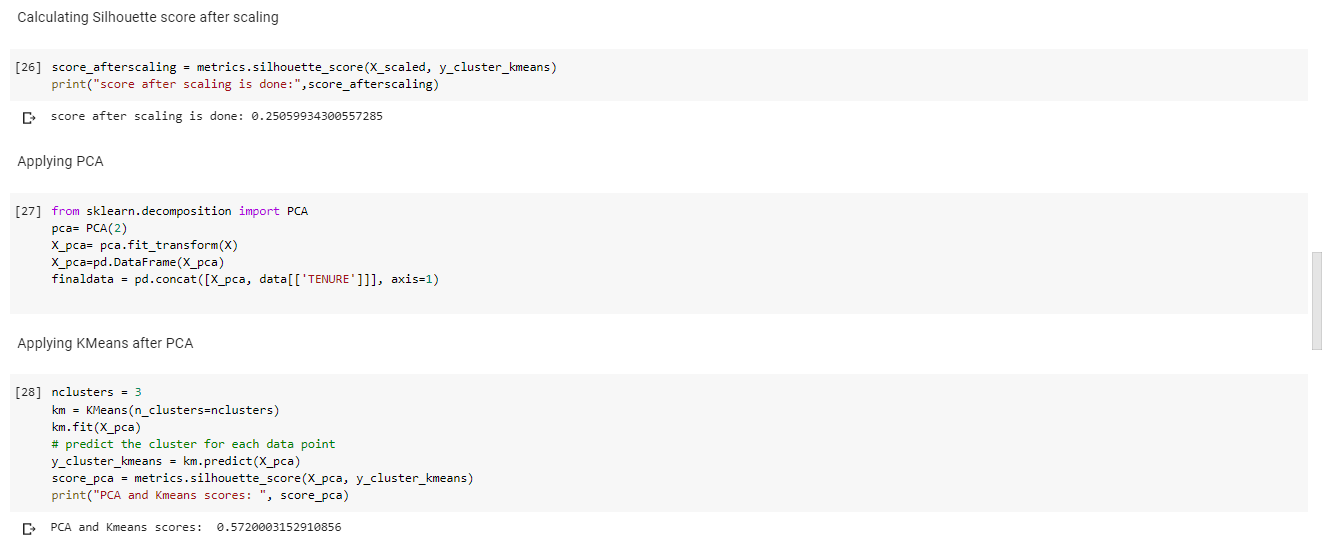 Calculating Silhouette score after scaling
[26] score_afterscaling = metrics.silhouette_score(X_scaled, y_cluster_kmeans)
print("score after scaling is done:",score_afterscaling)
score after scaling is done: 0.25059934300557285
Applying PCA
[27] from sklearn.decomposition import PCA
pca= PCA(2)
X_pca= pca.fit_transform(X)
X_pca=pd.DataFrame(X_pca)
finaldata = pd.concat([X_pca, data[['TENURE']]], axis=1)
Applying KMeans after PCA
[28] nclusters = 3
km = KMeans(n_clusters=nclusters)
km.fit(X_pca)
# predict the cluster for each data point
y_cluster_kmeans = km.predict(X_pca)
score_pca = metrics.silhouette_score(X_pca, y_cluster_kmeans)
print("PCA and Kmeans scores: ", score_pca)
PCA and Kmeans scores:  0.5720003152910856